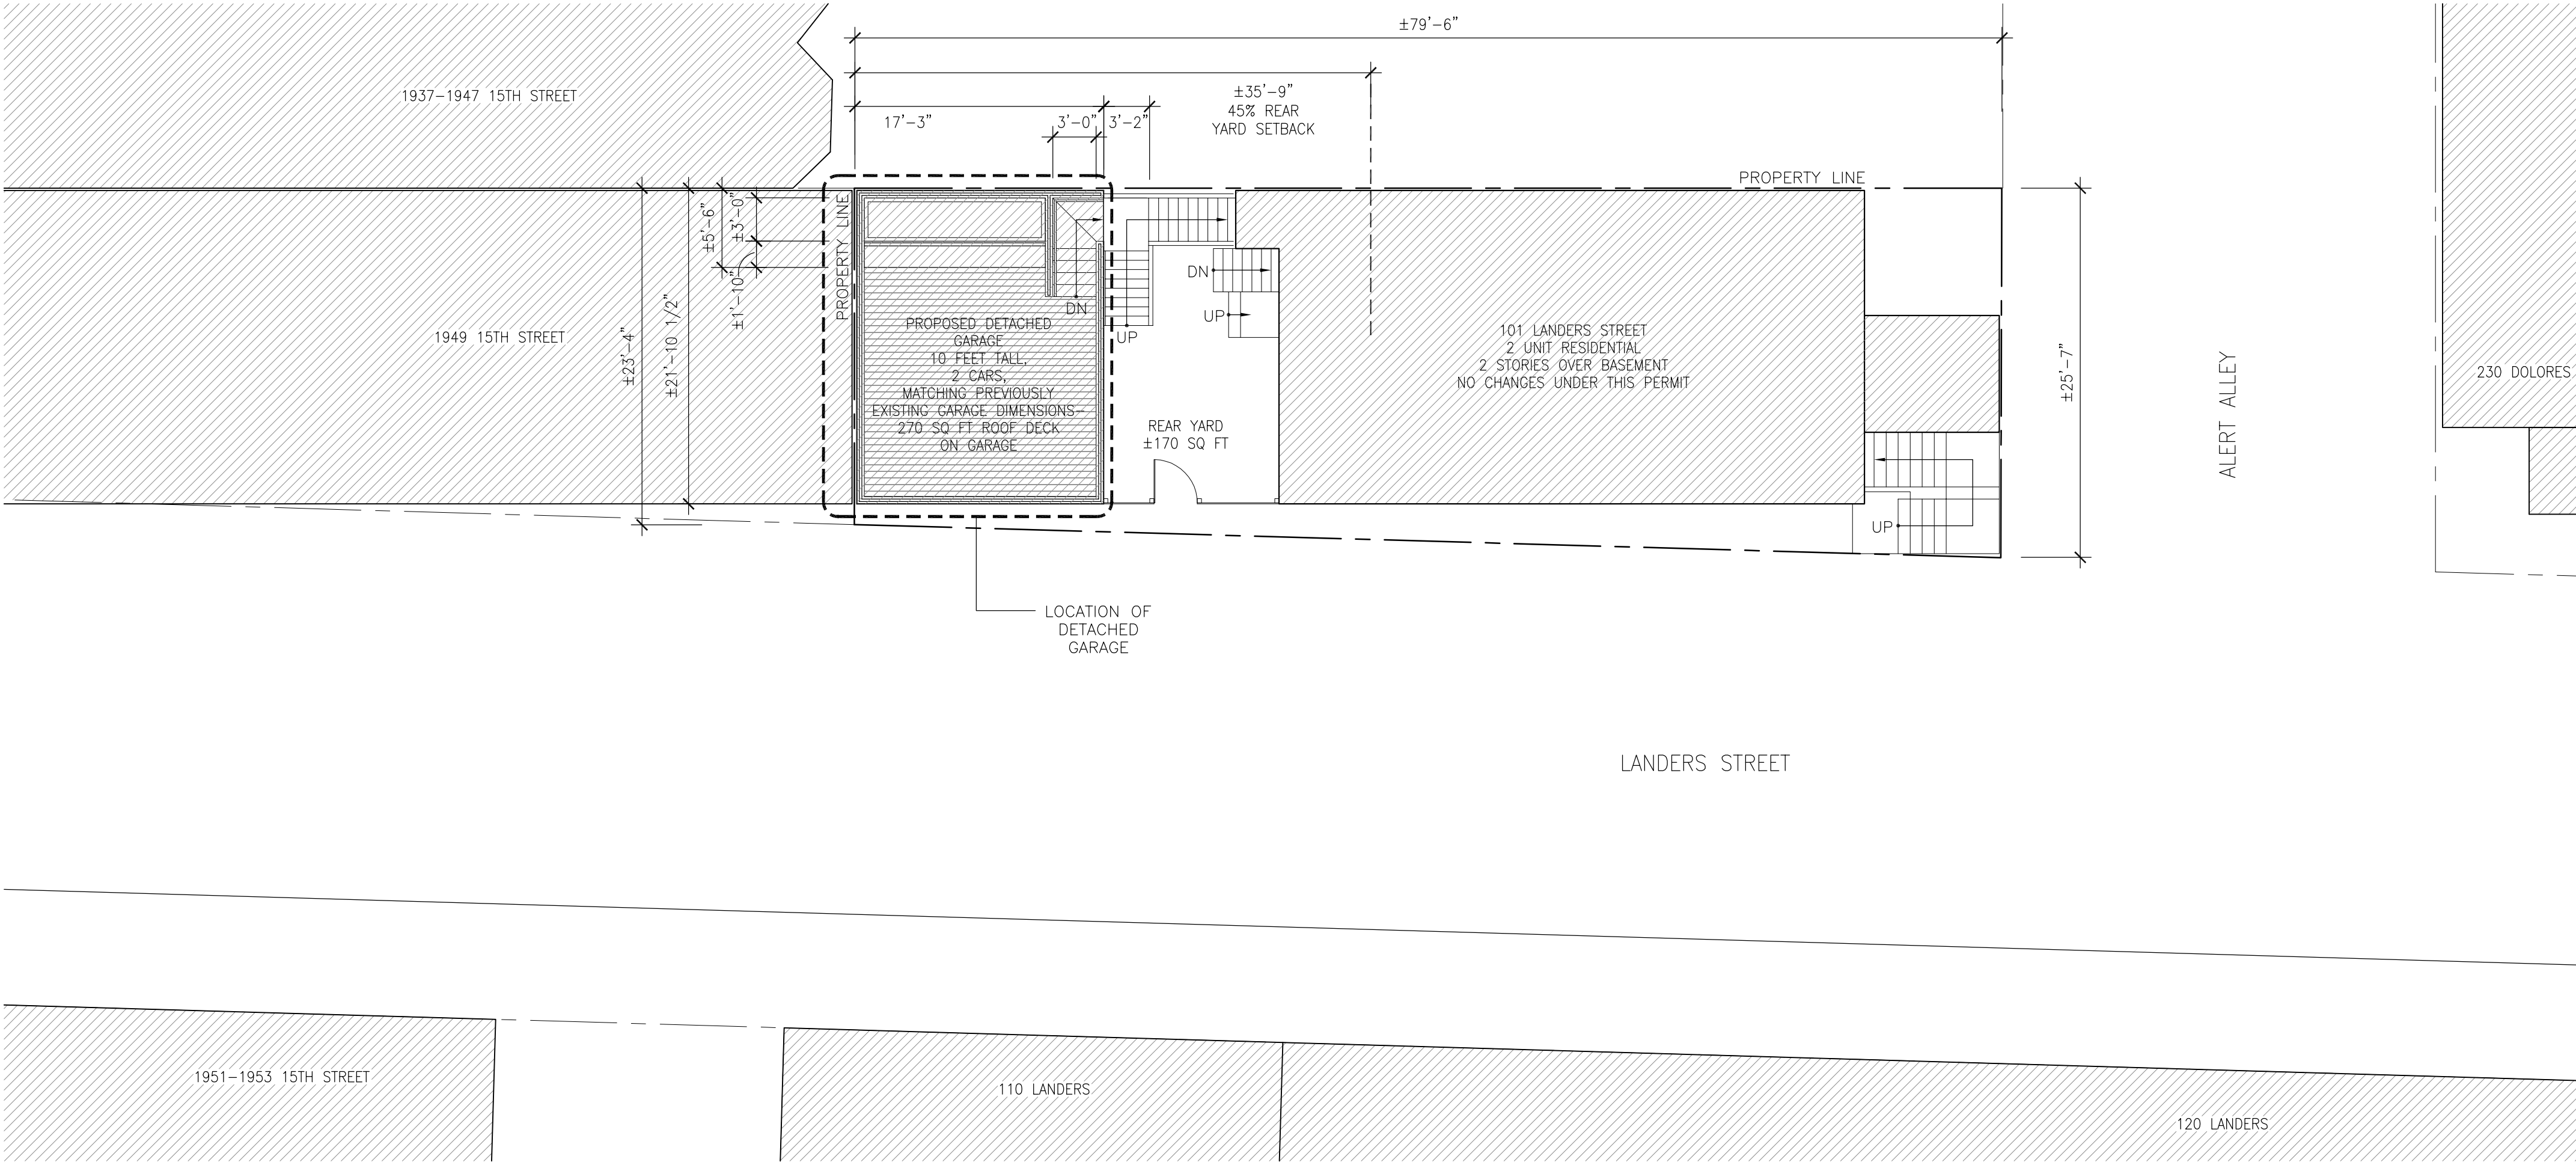 ±79'-6"
1937-1947 15TH STREET
±35'-9"
45% REAR
YARD SETBACK
17'-3"
3'-0"
3'-2"
PROPERTY LINE
PROPERTY LINE
±5'-6"
±3'-0"
±1'-10"
±23'-4"
±21'-10 1/2"
1949 15TH STREET
DN
UP
DN
UP
PROPOSED DETACHED
GARAGE
10 FEET TALL,
2 CARS,
MATCHING PREVIOUSLY
EXISTING GARAGE DIMENSIONS--
270 SQ FT ROOF DECK
ON GARAGE
REAR YARD
±170 SQ FT
101 LANDERS STREET
2 UNIT RESIDENTIAL
2 STORIES OVER BASEMENT
NO CHANGES UNDER THIS PERMIT
UP
±25'-7"
ALERT ALLEY
230 DOLORES
LOCATION OF
DETACHED
GARAGE
LANDERS STREET
1951-1953 15TH STREET
110 LANDERS
120 LANDERS